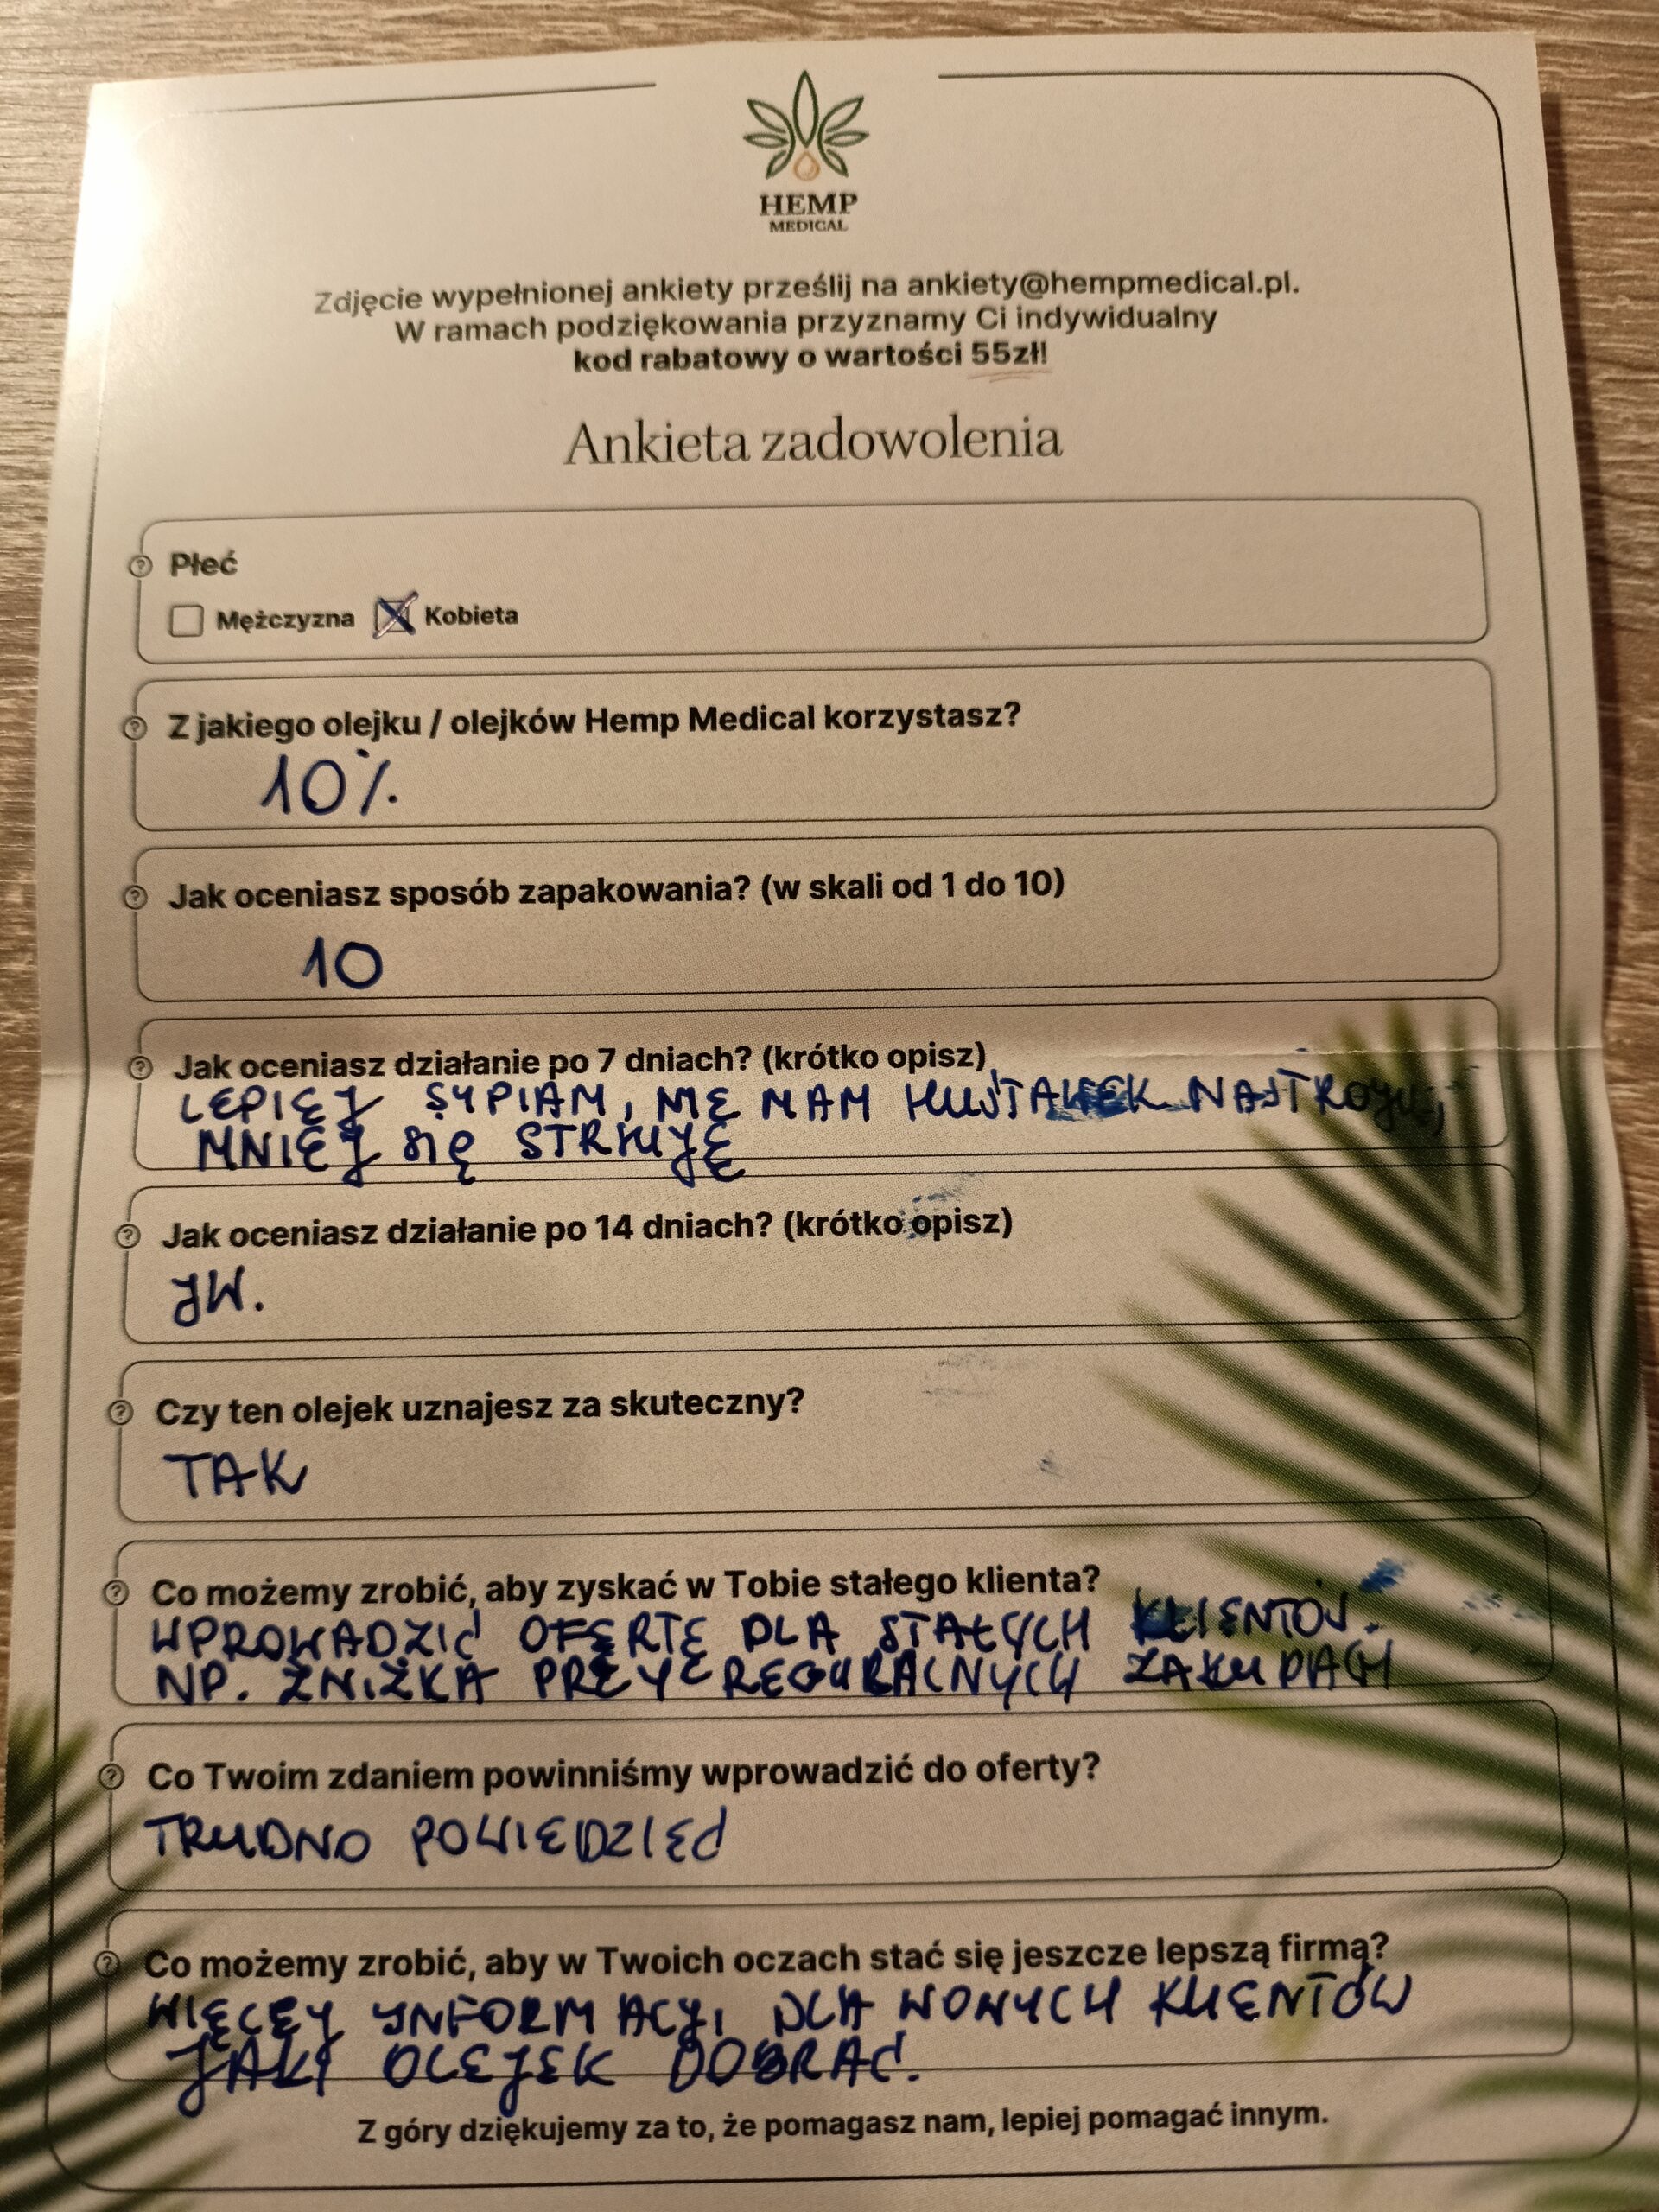 HEMP
MEDICAL
Zdjęcie wypełnionej ankiety prześlij na ankiety@hempmedical.pl.
W ramach podziękowania przyznamy Ci indywidualny
kod rabatowy o wartości 55zł!
Ankieta zadowolenia
Płeć
Mężczyzna Kobieta
Z jakiego olejku / olejków Hemp Medical korzystasz?
10%
Jak oceniasz sposób zapakowania? (w skali od 1 do 10)
10
Jak oceniasz działanie po 7 dniach? (krótko opisz)
LEPIEJ SYPIAM, NIE MAM HUŚTAWEK NASTROJU,
MNIEJ SIĘ STRUJĘ
Jak oceniasz działanie po 14 dniach? (krótko opisz)
JW.
Czy ten olejek uznajesz za skuteczny?
TAK
Co możemy zrobić, aby zyskać w Tobie stałego klienta?
WPROWADZIĆ OFERTĘ DLA STAŁYCH KLIENTÓW.
NP. ZNIŻKA PRZY REGURALNYCH ZAKUPACH
Co Twoim zdaniem powinniśmy wprowadzić do oferty?
TRUDNO POWIEDZIEĆ
Co możemy zrobić, aby w Twoich oczach stać się jeszcze lepszą firmą?
WIĘCEJ INFORMACJI DLA NOWYCH KLIENTÓW
JAKI OLEJEK DOBRAĆ.
Z góry dziękujemy za to, że pomagasz nam, lepiej pomagać innym.